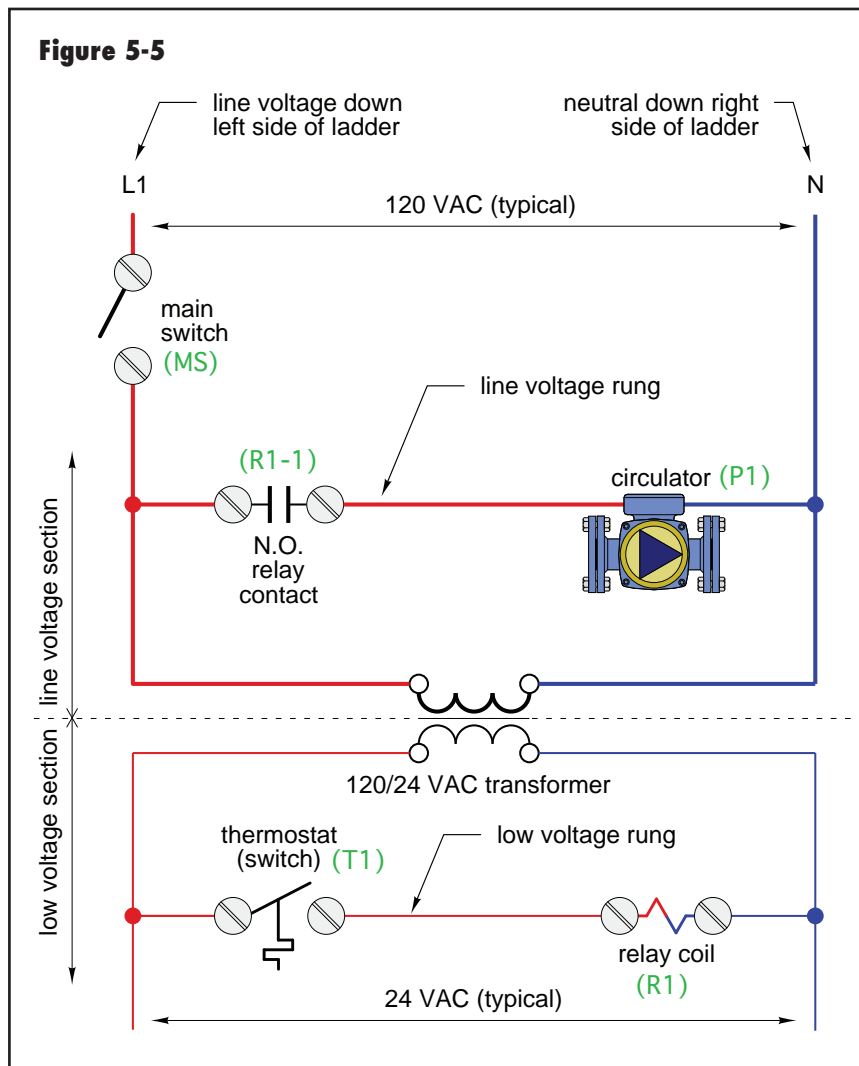 Figure 5-5
line voltage down
left side of ladder
neutral down right
side of ladder
L1
N
120 VAC (typical)
main
switch
(MS)
line voltage rung
(R1-1)
circulator (P1)
N.O.
relay
contact
line voltage section
low voltage section
120/24 VAC transformer
thermostat
(switch) (T1)
low voltage rung
relay coil
(R1)
24 VAC (typical)